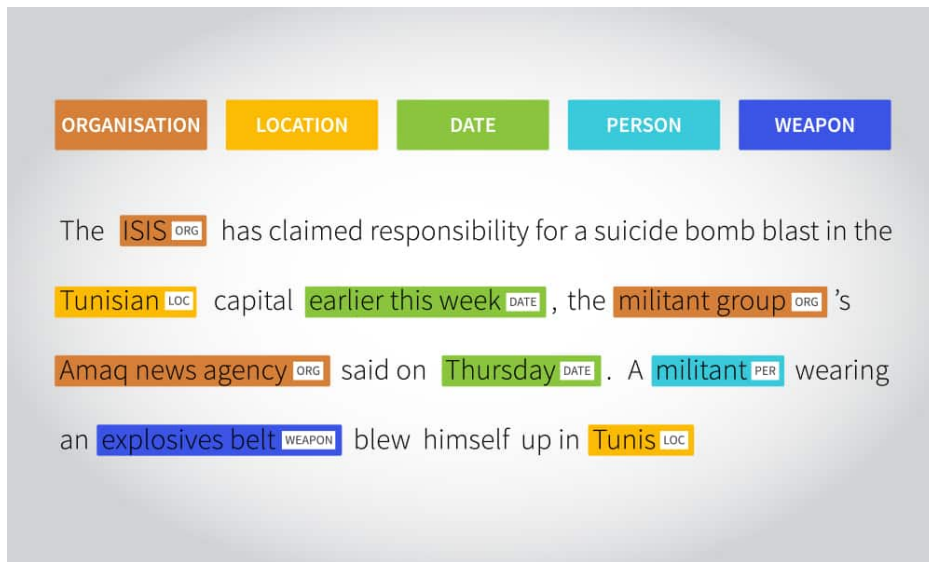 ORGANISATION LOCATION DATE PERSON WEAPON
The ISIS ORG has claimed responsibility for a suicide bomb blast in the
Tunisian LOC capital earlier this week DATE , the militant group ORG 's
Amaq news agency ORG said on Thursday DATE . A militant PER wearing
an explosives belt WEAPON blew himself up in Tunis LOC